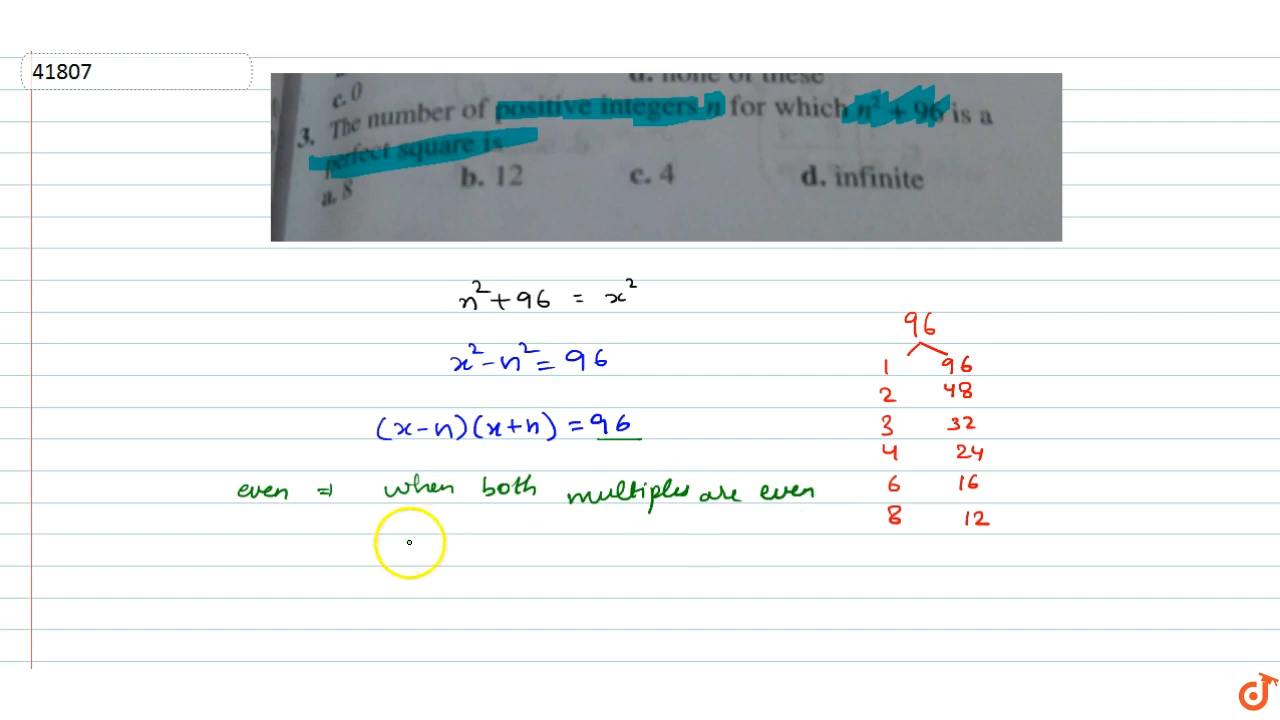 41807
d. none of these
c. 0
3. The number of positive integers n for which n² + 96 is a
perfect square is
a. 8 b. 12 c. 4 d. infinite
n² + 96 = x²
x² - n² = 96
(x - n)(x + n) = 96
even ⇒ when both multiples are even
96
1 96
2 48
3 32
4 24
6 16
8 12